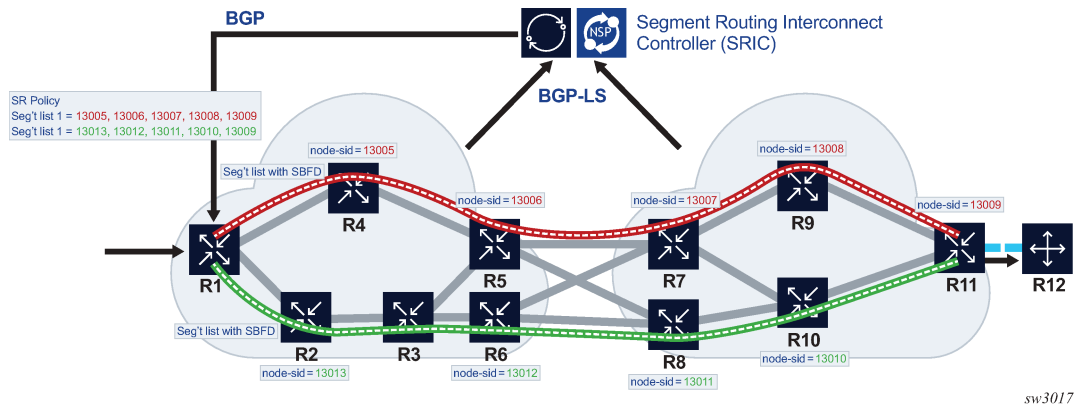 BGP
NSP
Segment Routing Interconnect
Controller (SRIC)
BGP-LS
SR Policy
Seg't list 1 = 13005, 13006, 13007, 13008, 13009
Seg't list 1 = 13013, 13012, 13011, 13010, 13009
node-sid = 13005
node-sid = 13008
Seg't list with SBFD
node-sid = 13006
node-sid = 13007
node-sid = 13009
R4
R9
R1
R5
R7
R11
R12
Seg't list with SBFD
R2
R3
R6
R8
R10
node-sid = 13013
node-sid = 13012
node-sid = 13011
node-sid = 13010
sw3017